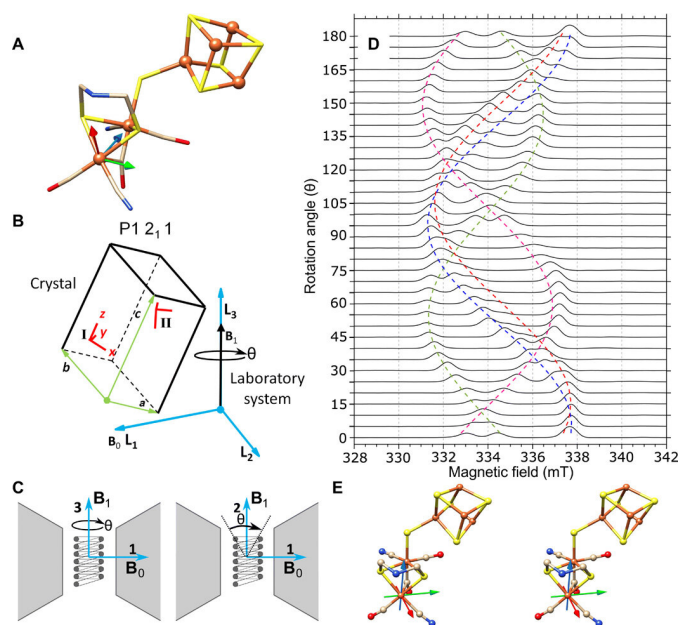 A
B
P1 2₁ 1
Crystal
z
I
y
x
c
II
b
a
L₃
B₁
θ
Laboratory
system
B₀ L₁
L₂
C
3 B₁
θ
1
B₀
2 B₁
θ
1
B₀
D
Rotation angle (θ)
180
165
150
135
120
105
90
75
60
45
30
15
0
328 330 332 334 336 338 340 342
Magnetic field (mT)
E